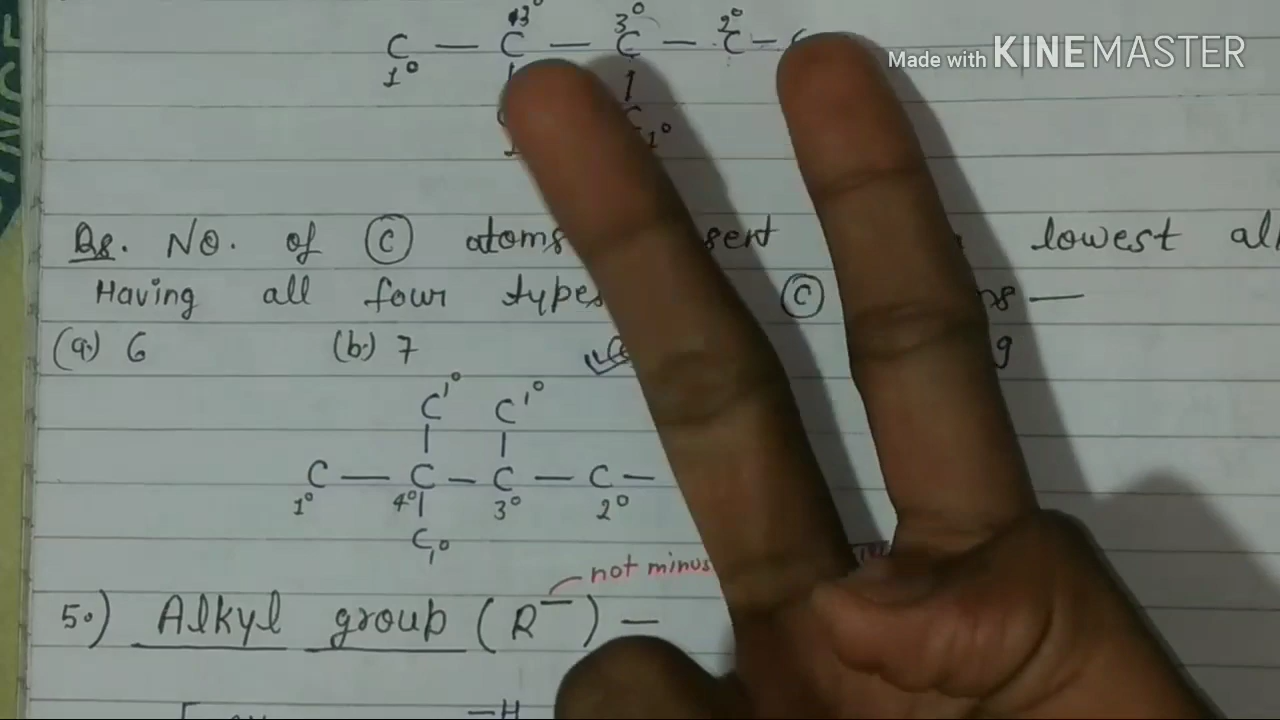 Made with KINEMASTER
3° 3° 2°
C — C — C — C –
1°
1°
Qs. No. of C atoms lowest
Having all four types C
(a) 6 (b) 7 9
C1° C1°
C — C — C — C —
1° 4° 3° 2°
C1°
not minus
5.) Alkyl group (R–) —
–H